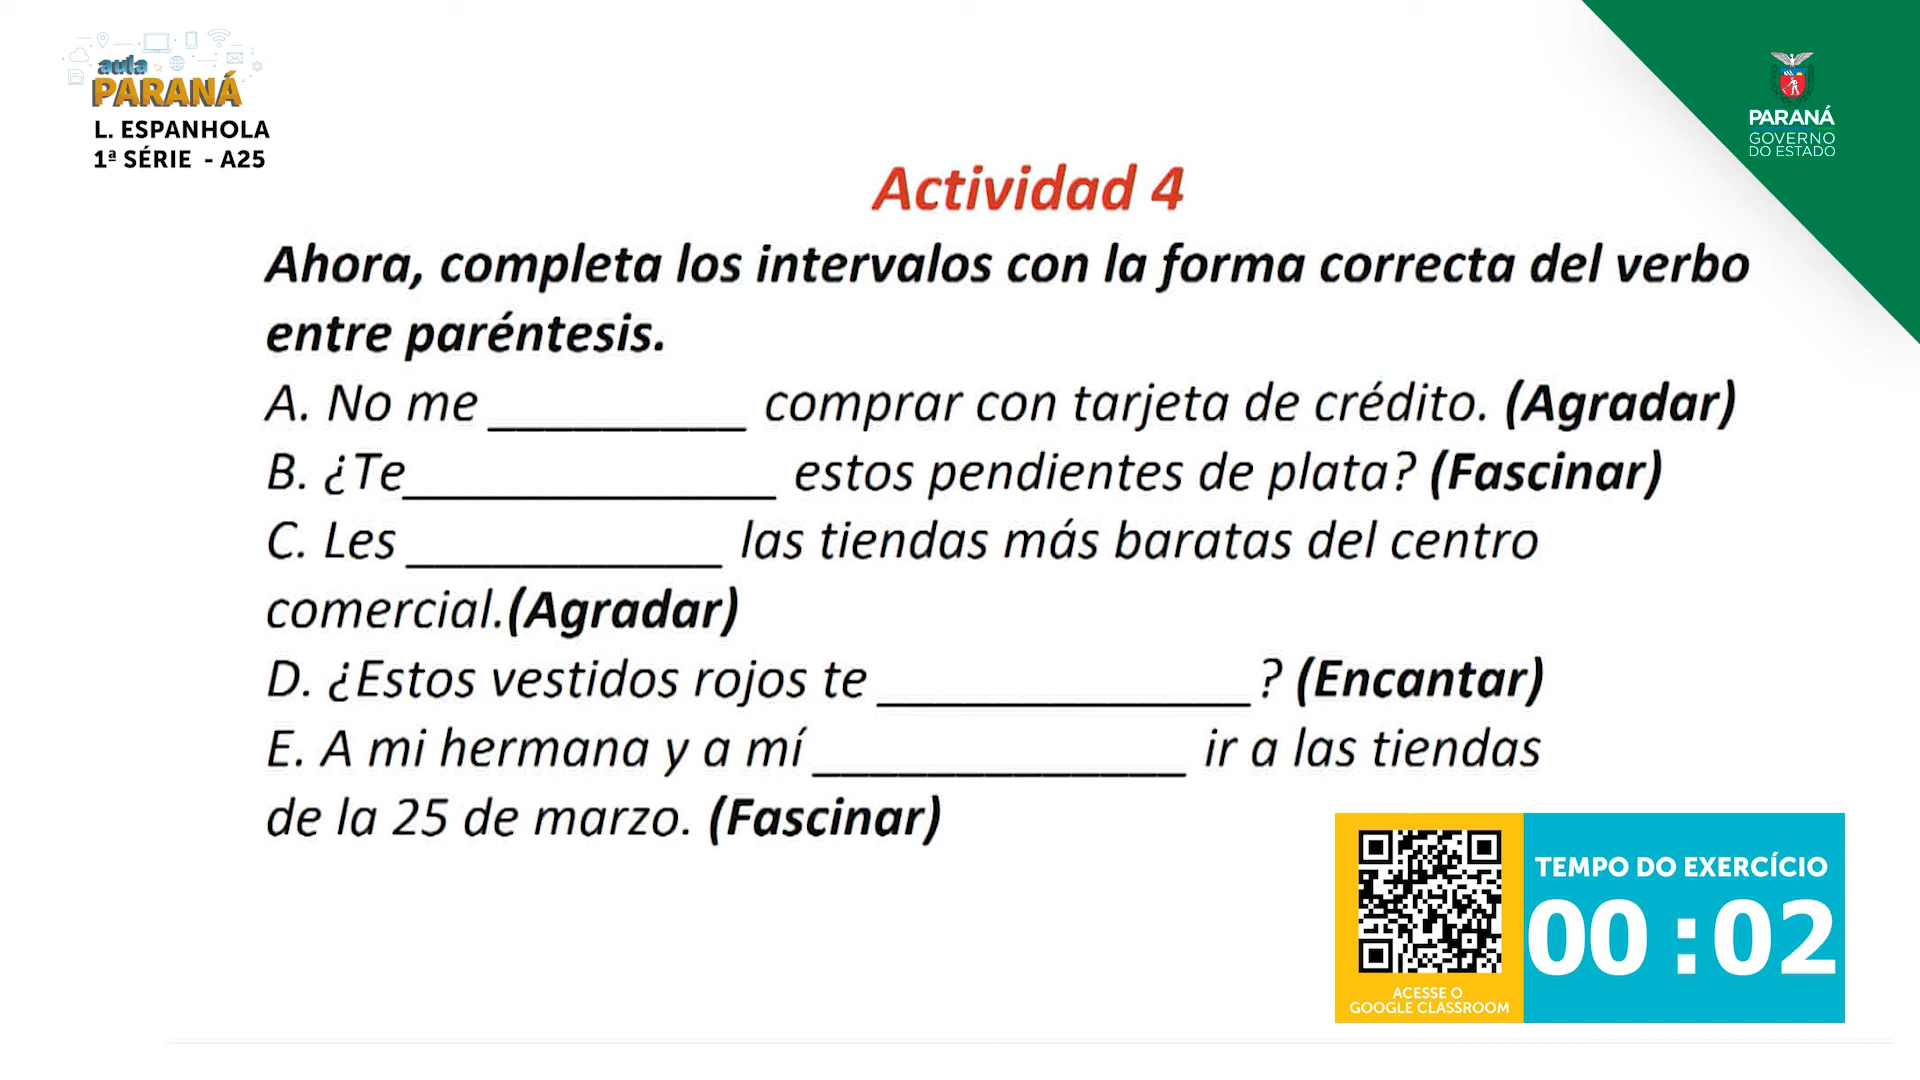 aula
PARANÁ
L. ESPANHOLA
1ª SÉRIE - A25
PARANÁ
GOVERNO
DO ESTADO
Actividad 4
Ahora, completa los intervalos con la forma correcta del verbo
entre paréntesis.
A. No me __________ comprar con tarjeta de crédito. (Agradar)
B. ¿Te______________ estos pendientes de plata? (Fascinar)
C. Les ____________ las tiendas más baratas del centro
comercial.(Agradar)
D. ¿Estos vestidos rojos te ______________? (Encantar)
E. A mi hermana y a mí ______________ ir a las tiendas
de la 25 de marzo. (Fascinar)
TEMPO DO EXERCÍCIO
00 : 02
ACESSE O
GOOGLE CLASSROOM